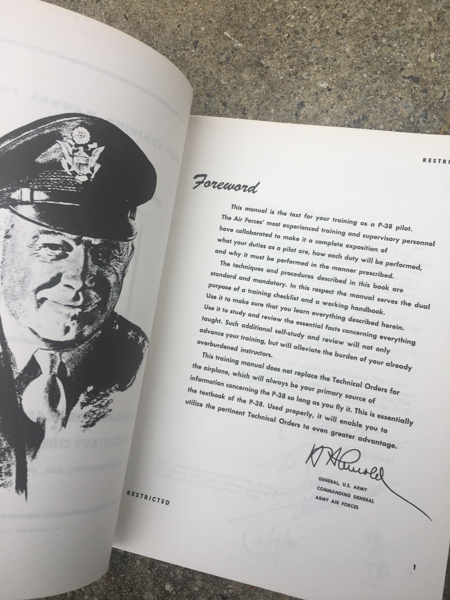 RESTRI
Foreword
This manual is the text for your training as a P-38 pilot.
The Air Forces' most experienced training and supervisory personnel
have collaborated to make it a complete exposition of
what your duties as a pilot are, how each duty will be performed,
and why it must be performed in the manner prescribed.
The techniques and procedures described in this book are
standard and mandatory. In this respect the manual serves the dual
purpose of a training checklist and a working handbook.
Use it to make sure that you learn everything described herein.
Use it to study and review the essential facts concerning everything
taught. Such additional self-study and review will not only
advance your training, but will alleviate the burden of your already
overburdened instructors.
This training manual does not replace the Technical Orders for
the airplane, which will always be your primary source of
information concerning the P-38 so long as you fly it. This is essentially
the textbook of the P-38. Used properly, it will enable you to
utilize the pertinent Technical Orders to even greater advantage.
H H Arnold
GENERAL, U.S. ARMY
COMMANDING GENERAL
ARMY AIR FORCES
RESTRICTED
1